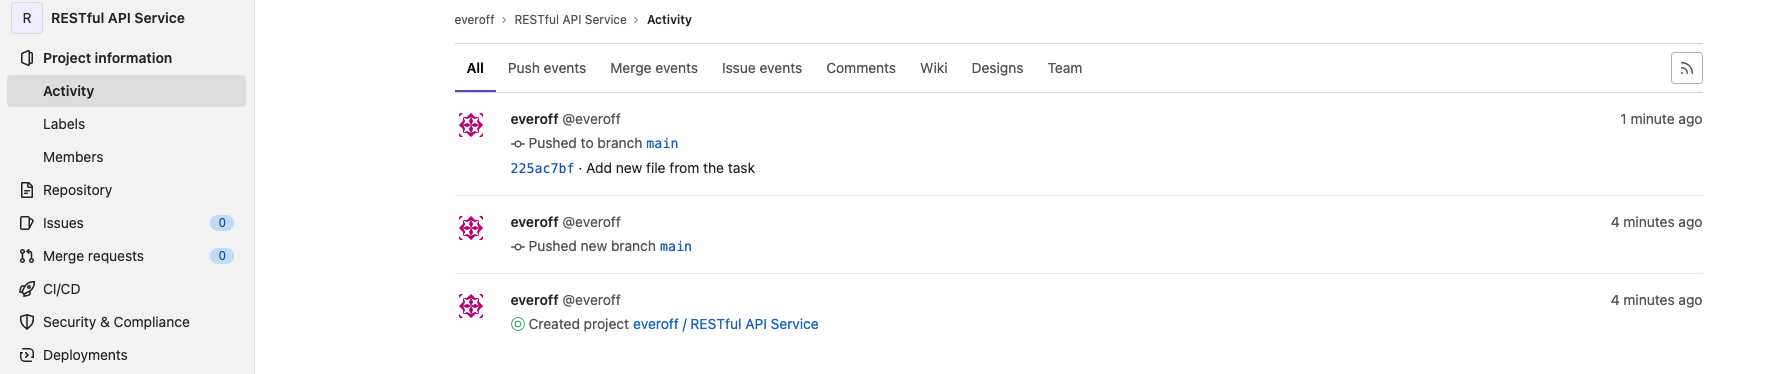 R RESTful API Service
Project information
Activity
Labels
Members
Repository
Issues 0
Merge requests 0
CI/CD
Security & Compliance
Deployments
everoff › RESTful API Service › Activity
All Push events Merge events Issue events Comments Wiki Designs Team
everoff @everoff 1 minute ago
Pushed to branch main
225ac7bf · Add new file from the task
everoff @everoff 4 minutes ago
Pushed new branch main
everoff @everoff 4 minutes ago
Created project everoff / RESTful API Service